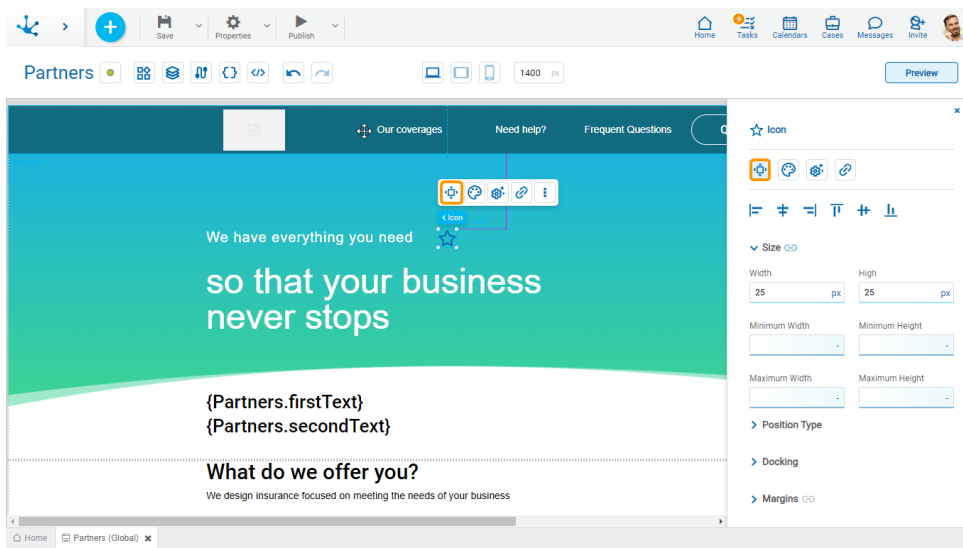 Save
Properties
Publish
Home
9
Tasks
Calendars
Cases
Messages
Invite
Partners
1400 px
Preview
Our coverages
Need help?
Frequent Questions
Icon
Icon
We have everything you need
so that your business
never stops
Size
Width
High
25 px
25 px
Minimum Width
Minimum Height
-
-
Maximum Width
Maximum Height
-
-
Position Type
Docking
Margins
{Partners.firstText}
{Partners.secondText}
What do we offer you?
We design insurance focused on meeting the needs of your business
Home
Partners (Global)